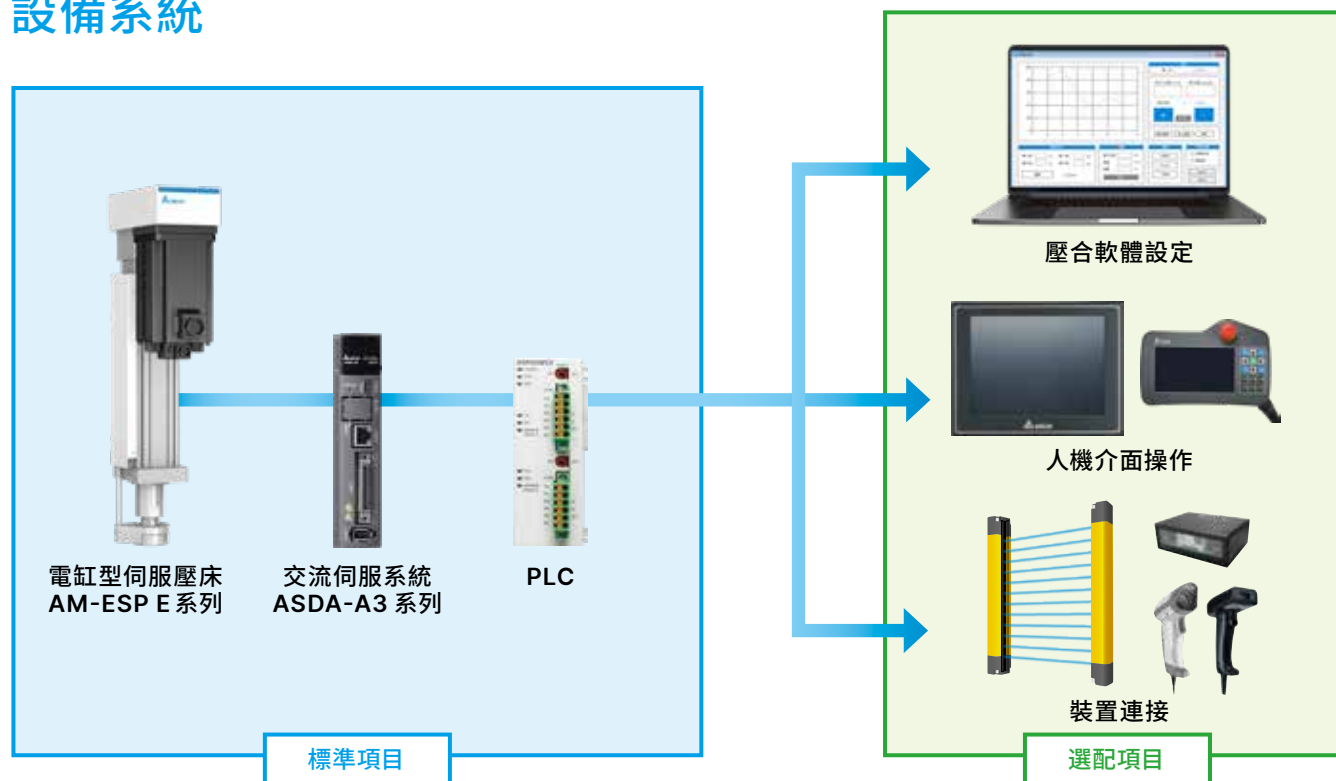 設備系統
電缸型伺服壓床
AM-ESP E系列
交流伺服系統
ASDA-A3 系列
PLC
標準項目
壓合軟體設定
人機介面操作
裝置連接
選配項目